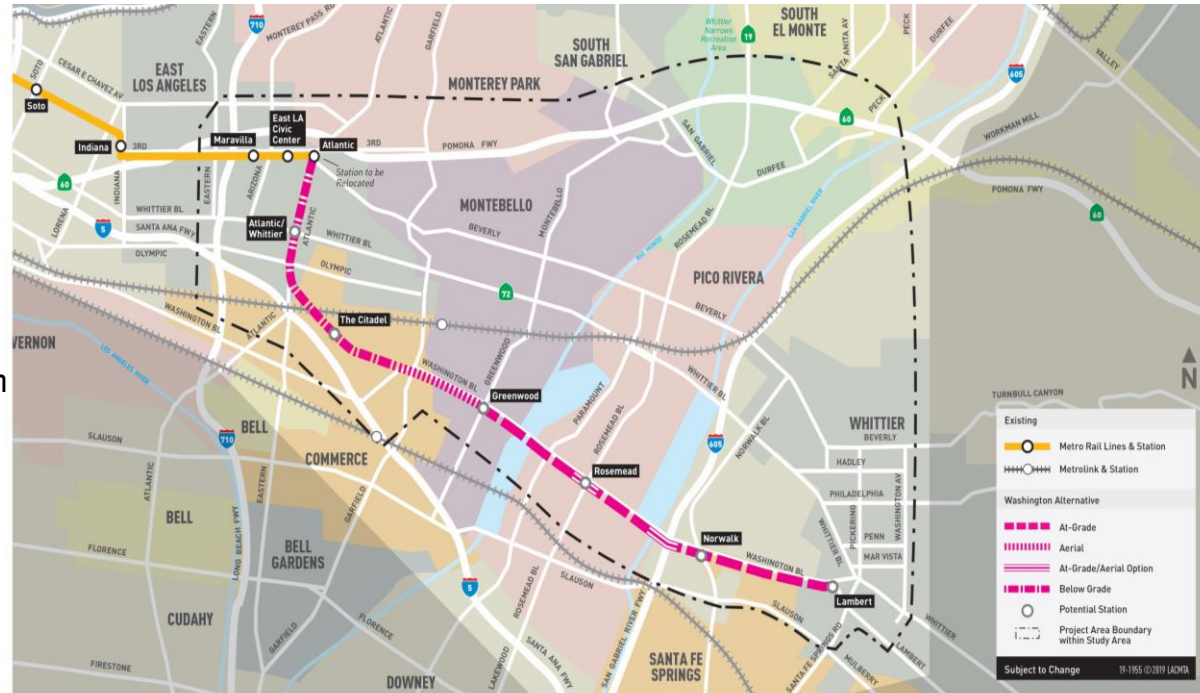 710
EASTERN
MONTEREY PASS RD
ATLANTIC
GARFIELD
SOUTH
SAN GABRIEL
Whittier
Narrows
Recreation
Area
19
SOUTH
EL MONTE
SANTA ANITA AV
PECK
DURFEE
605
VALLEY
SOTO
CESAR E CHAVEZ AV
EAST
LOS ANGELES
MONTEREY PARK
Soto
PECK
60
WORKMAN MILL
Indiana
3RD
Maravilla
East LA
Civic
Center
Atlantic
3RD
POMONA FWY
SAN GABRIEL
DURFEE
Station to be
Relocated
60
INDIANA
EASTERN
ARIZONA
POMONA FWY
60
LORENA
5
WHITTIER BL
SANTA ANA FWY
OLYMPIC
Atlantic/
Whittier
ATLANTIC
WHITTIER BL
OLYMPIC
MONTEBELLO
MONTEBELLO
BEVERLY
RIO HONDO
ROSEMEAD BL
SAN GABRIEL RIVER
PICO RIVERA
72
BEVERLY
WASHINGTON BL
ATLANTIC
The Citadel
VERNON
LOS ANGELES RIVER
WASHINGTON BL
GREENWOOD
WHITTIER BL
N
Greenwood
PARAMOUNT
ROSEMEAD BL
NORWALK BL
605
TURNBULL CANYON
WHITTIER
BEVERLY
HADLEY
PHILADELPHIA
WASHINGTON AV
PICKERING
PENN
MAR VISTA
WHITTIER BL
SLAUSON
710
BELL
COMMERCE
EASTERN
GARFIELD
Rosemead
ATLANTIC
BELL
LONG BEACH FWY
Norwalk
WASHINGTON BL
Lambert
FLORENCE
BELL
GARDENS
5
ROSEMEAD BL
SLAUSON
SLAUSON
WHITTIER
CUDAHY
GARFIELD
FLORENCE
SAN GABRIEL RIVER FWY
SANTA FE SPRINGS RD
MULBERRY
LAMBERT
FIRESTONE
DOWNEY
LAKEWOOD
SANTA ANA FWY
SANTA FE
SPRINGS
Existing
Metro Rail Lines & Station
Metrolink & Station
Washington Alternative
At-Grade
Aerial
At-Grade/Aerial Option
Below Grade
Potential Station
Project Area Boundary
within Study Area
Subject to Change 19-1955 ©2019 LACMTA